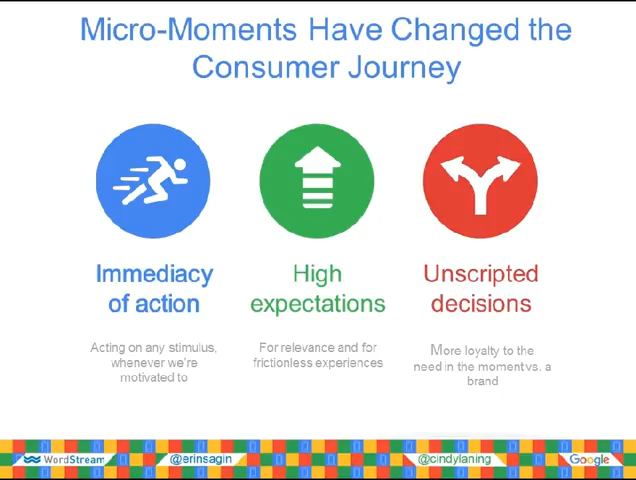 Micro-Moments Have Changed the
Consumer Journey
Immediacy
of action
High
expectations
Unscripted
decisions
Acting on any stimulus,
whenever we're
motivated to
For relevance and for
frictionless experiences
More loyalty to the
need in the moment vs. a
brand
WordStream
@erinsagin
@cindylaning
Google